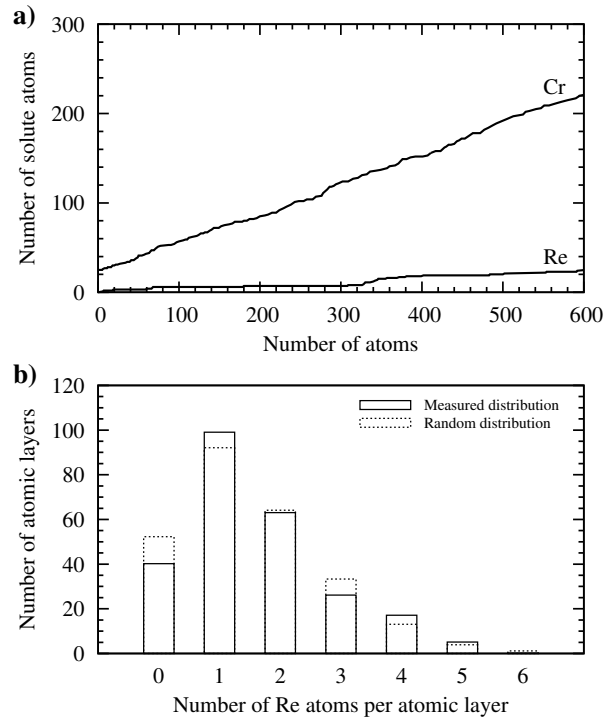 a)
300
200
100
0
Number of solute atoms
Cr
Re
0 100 200 300 400 500 600
Number of atoms
b)
120
100
80
60
40
20
0
Number of atomic layers
Measured distribution
Random distribution
0 1 2 3 4 5 6
Number of Re atoms per atomic layer